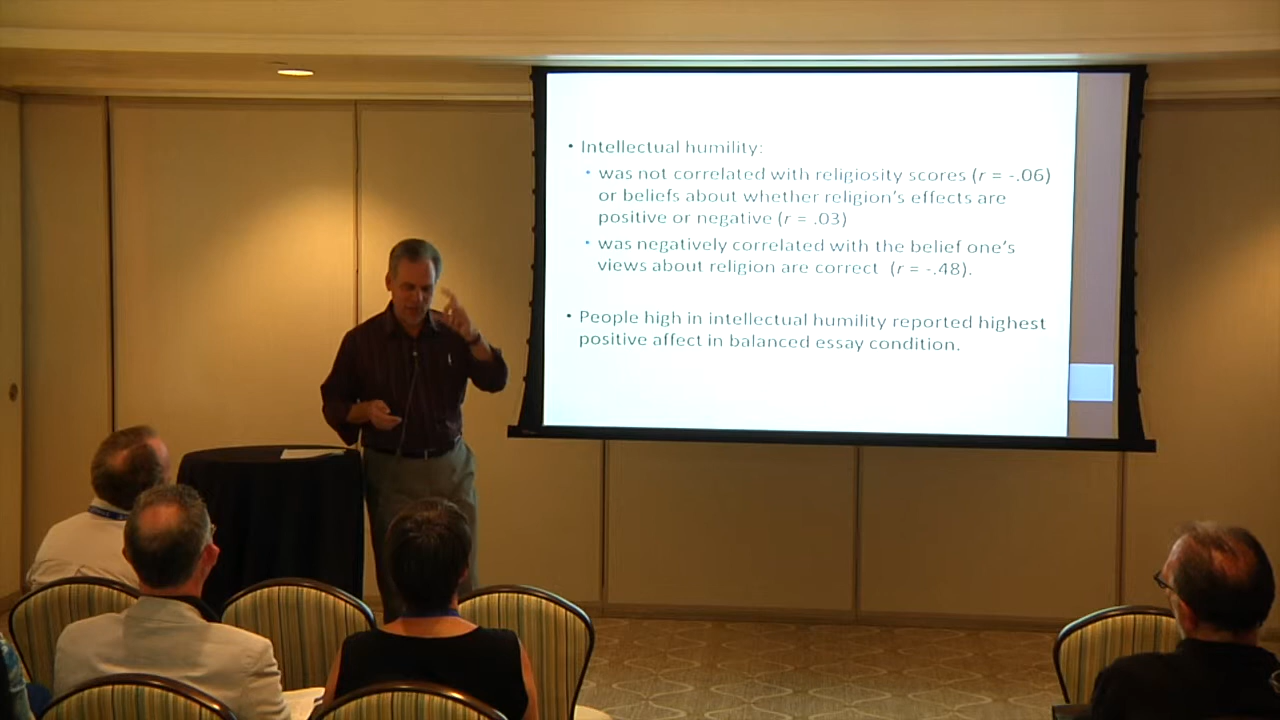 • Intellectual humility:
• was not correlated with religiosity scores (r = -.06)
or beliefs about whether religion's effects are
positive or negative (r = .03)
• was negatively correlated with the belief one's
views about religion are correct (r = -.48).
• People high in intellectual humility reported highest
positive affect in balanced essay condition.